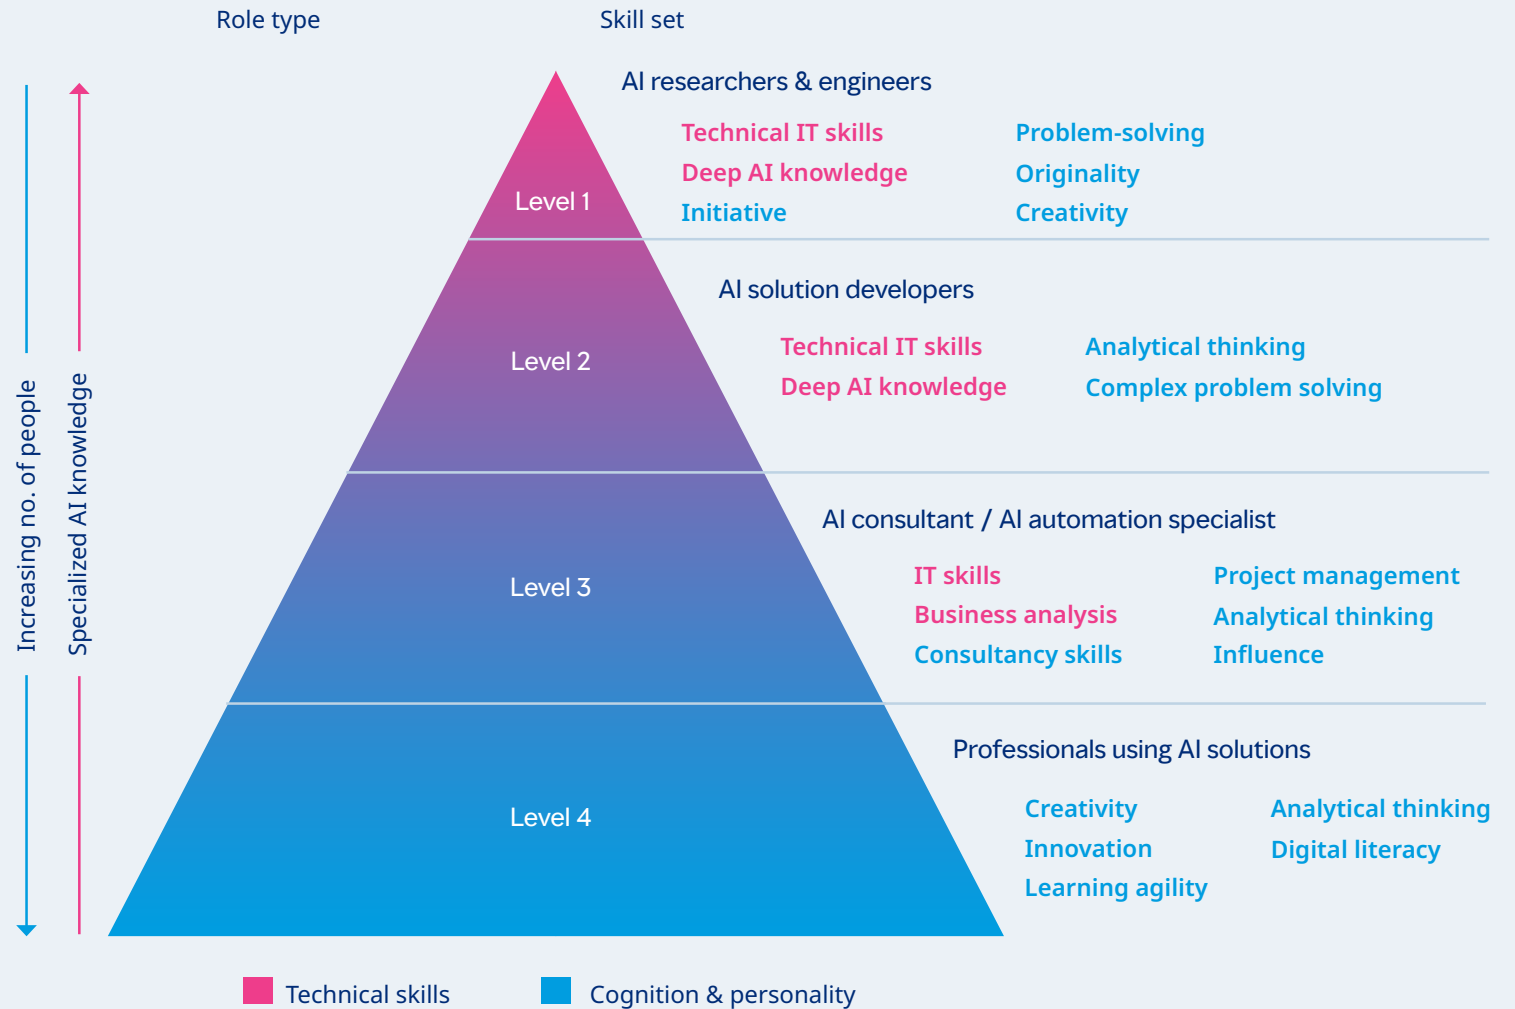 Role type
Skill set
AI researchers & engineers
Technical IT skills
Deep AI knowledge
Initiative
Problem-solving
Originality
Creativity
Level 1
AI solution developers
Technical IT skills
Deep AI knowledge
Analytical thinking
Complex problem solving
Level 2
AI consultant / AI automation specialist
IT skills
Business analysis
Consultancy skills
Project management
Analytical thinking
Influence
Level 3
Professionals using AI solutions
Creativity
Innovation
Learning agility
Analytical thinking
Digital literacy
Level 4
Increasing no. of people
Specialized AI knowledge
Technical skills
Cognition & personality